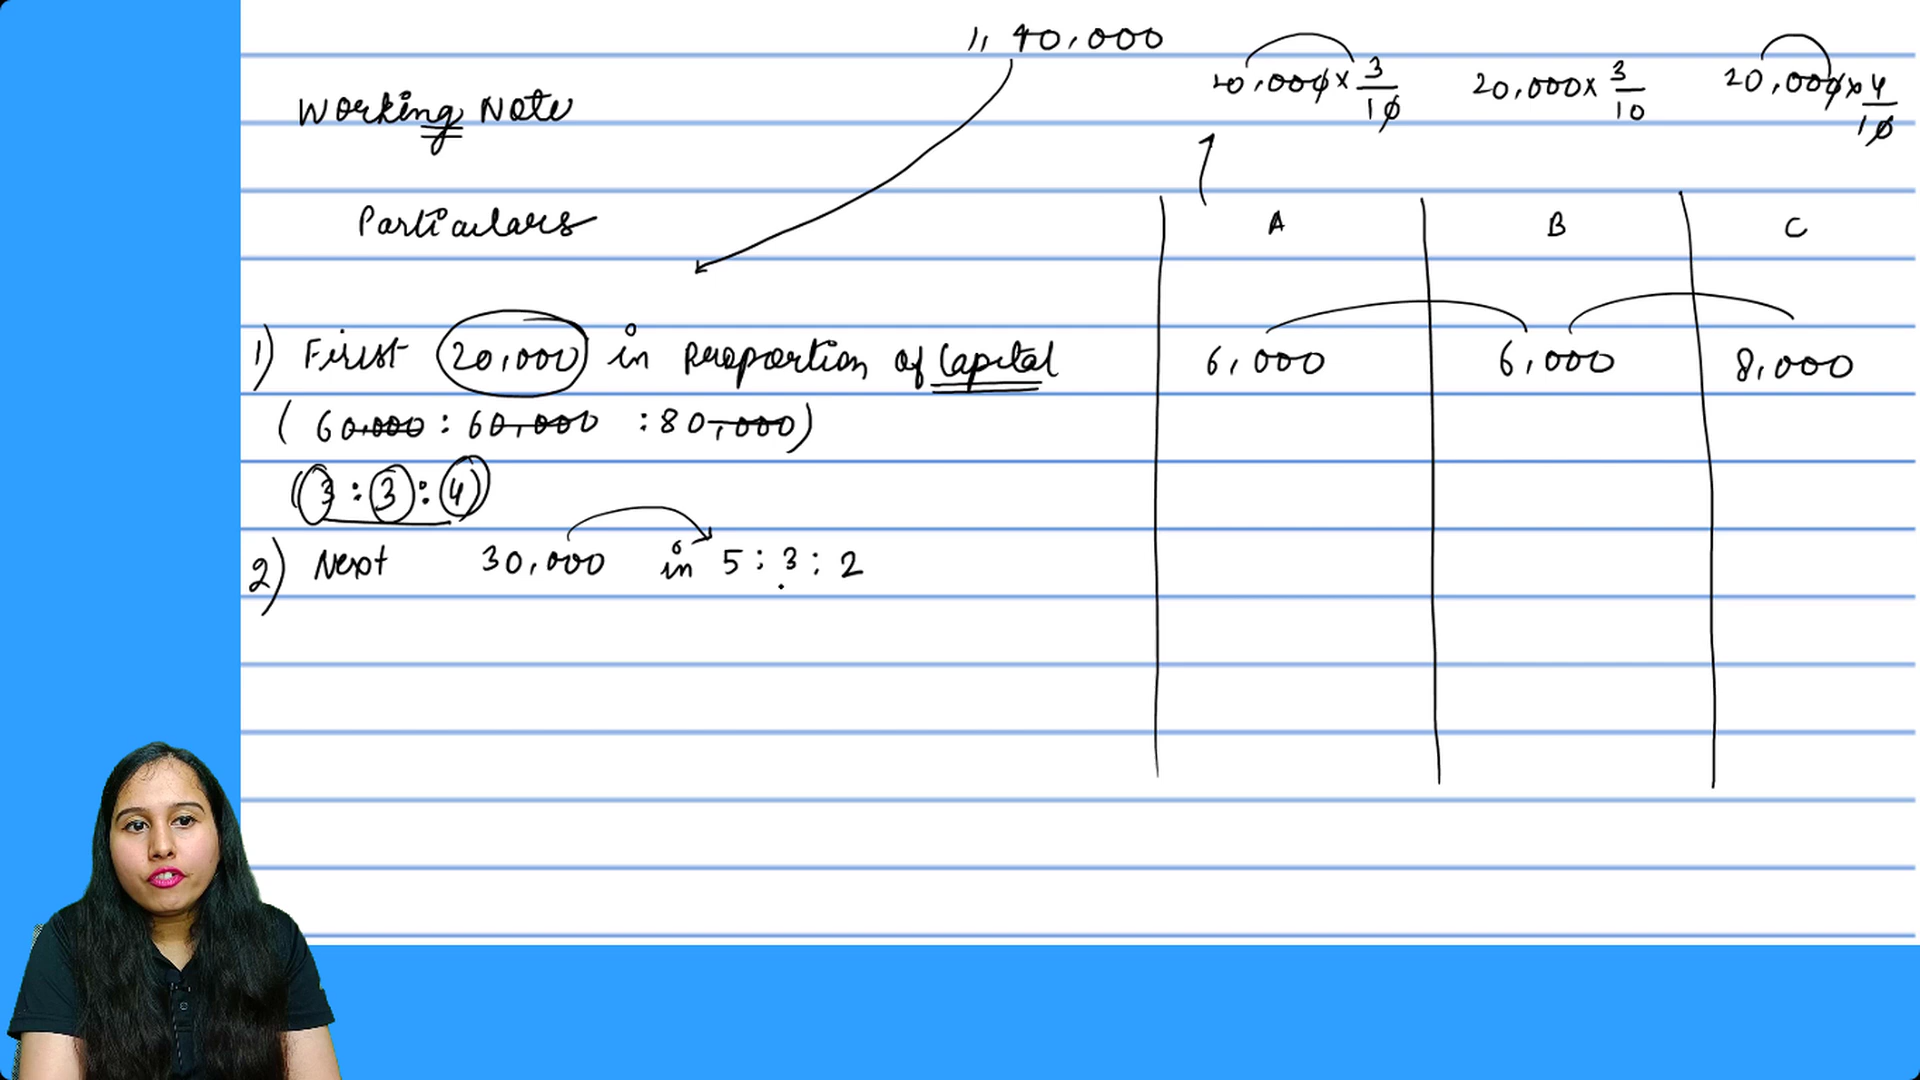 1,40,000
20,000 x 3/10 20,000 x 3/10 20,000 x 4/10
Working Note
Particulars A B C
1) First 20,000 in Proportion of Capital 6,000 6,000 8,000
(60,000 : 60,000 : 80,000)
(3 : 3 : 4)
2) Next 30,000 in 5 : 3 : 2